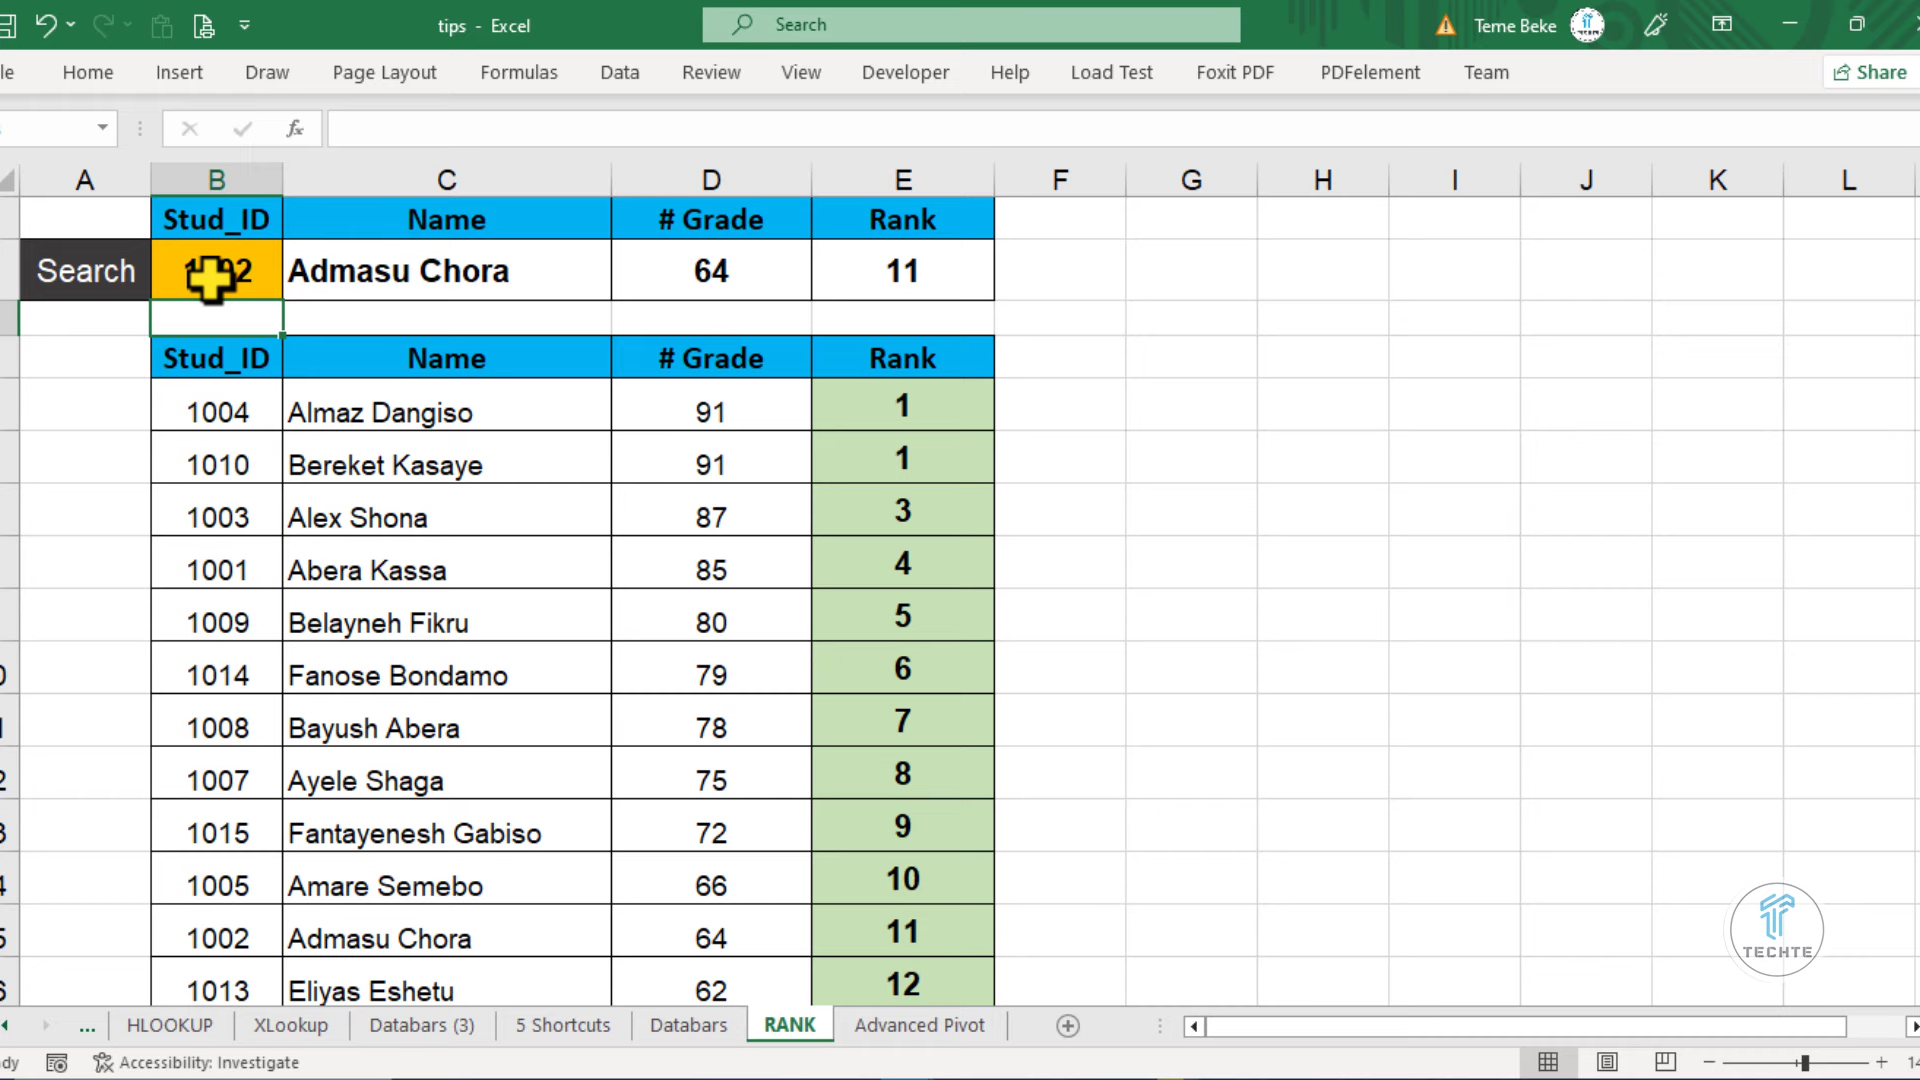 tips - Excel
Search
Teme Beke
Home Insert Draw Page Layout Formulas Data Review View Developer Help Load Test Foxit PDF PDFelement Team Share
fx
A B C D E F G H I J K L
Stud_ID Name # Grade Rank
Search Admasu Chora 64 11
Stud_ID Name # Grade Rank
1004 Almaz Dangiso 91 1
1010 Bereket Kasaye 91 1
1003 Alex Shona 87 3
1001 Abera Kassa 85 4
1009 Belayneh Fikru 80 5
1014 Fanose Bondamo 79 6
1008 Bayush Abera 78 7
1007 Ayele Shaga 75 8
1015 Fantayenesh Gabiso 72 9
1005 Amare Semebo 66 10
1002 Admasu Chora 64 11
1013 Eliyas Eshetu 62 12
TECHTE
... HLOOKUP XLookup Databars (3) 5 Shortcuts Databars RANK Advanced Pivot
Accessibility: Investigate